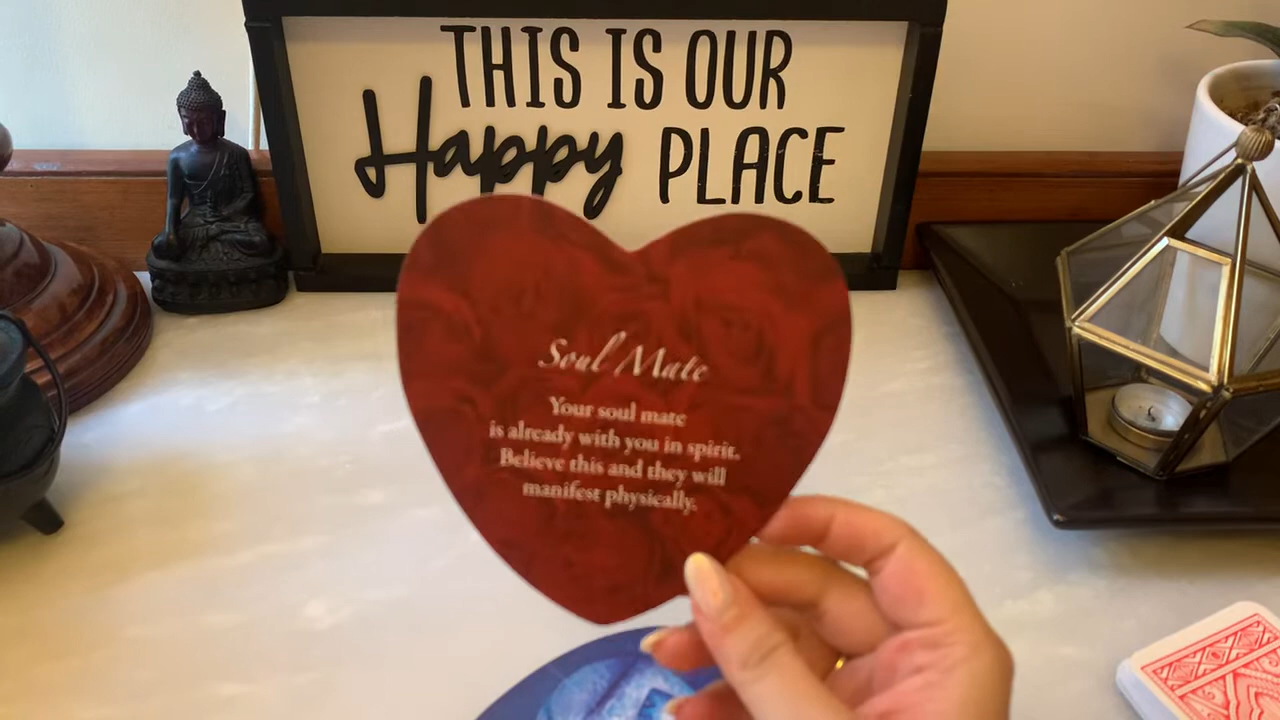 THIS IS OUR
Happy PLACE
Soul Mate
Your soul mate
is already with you in spirit.
Believe this and they will
manifest physically.